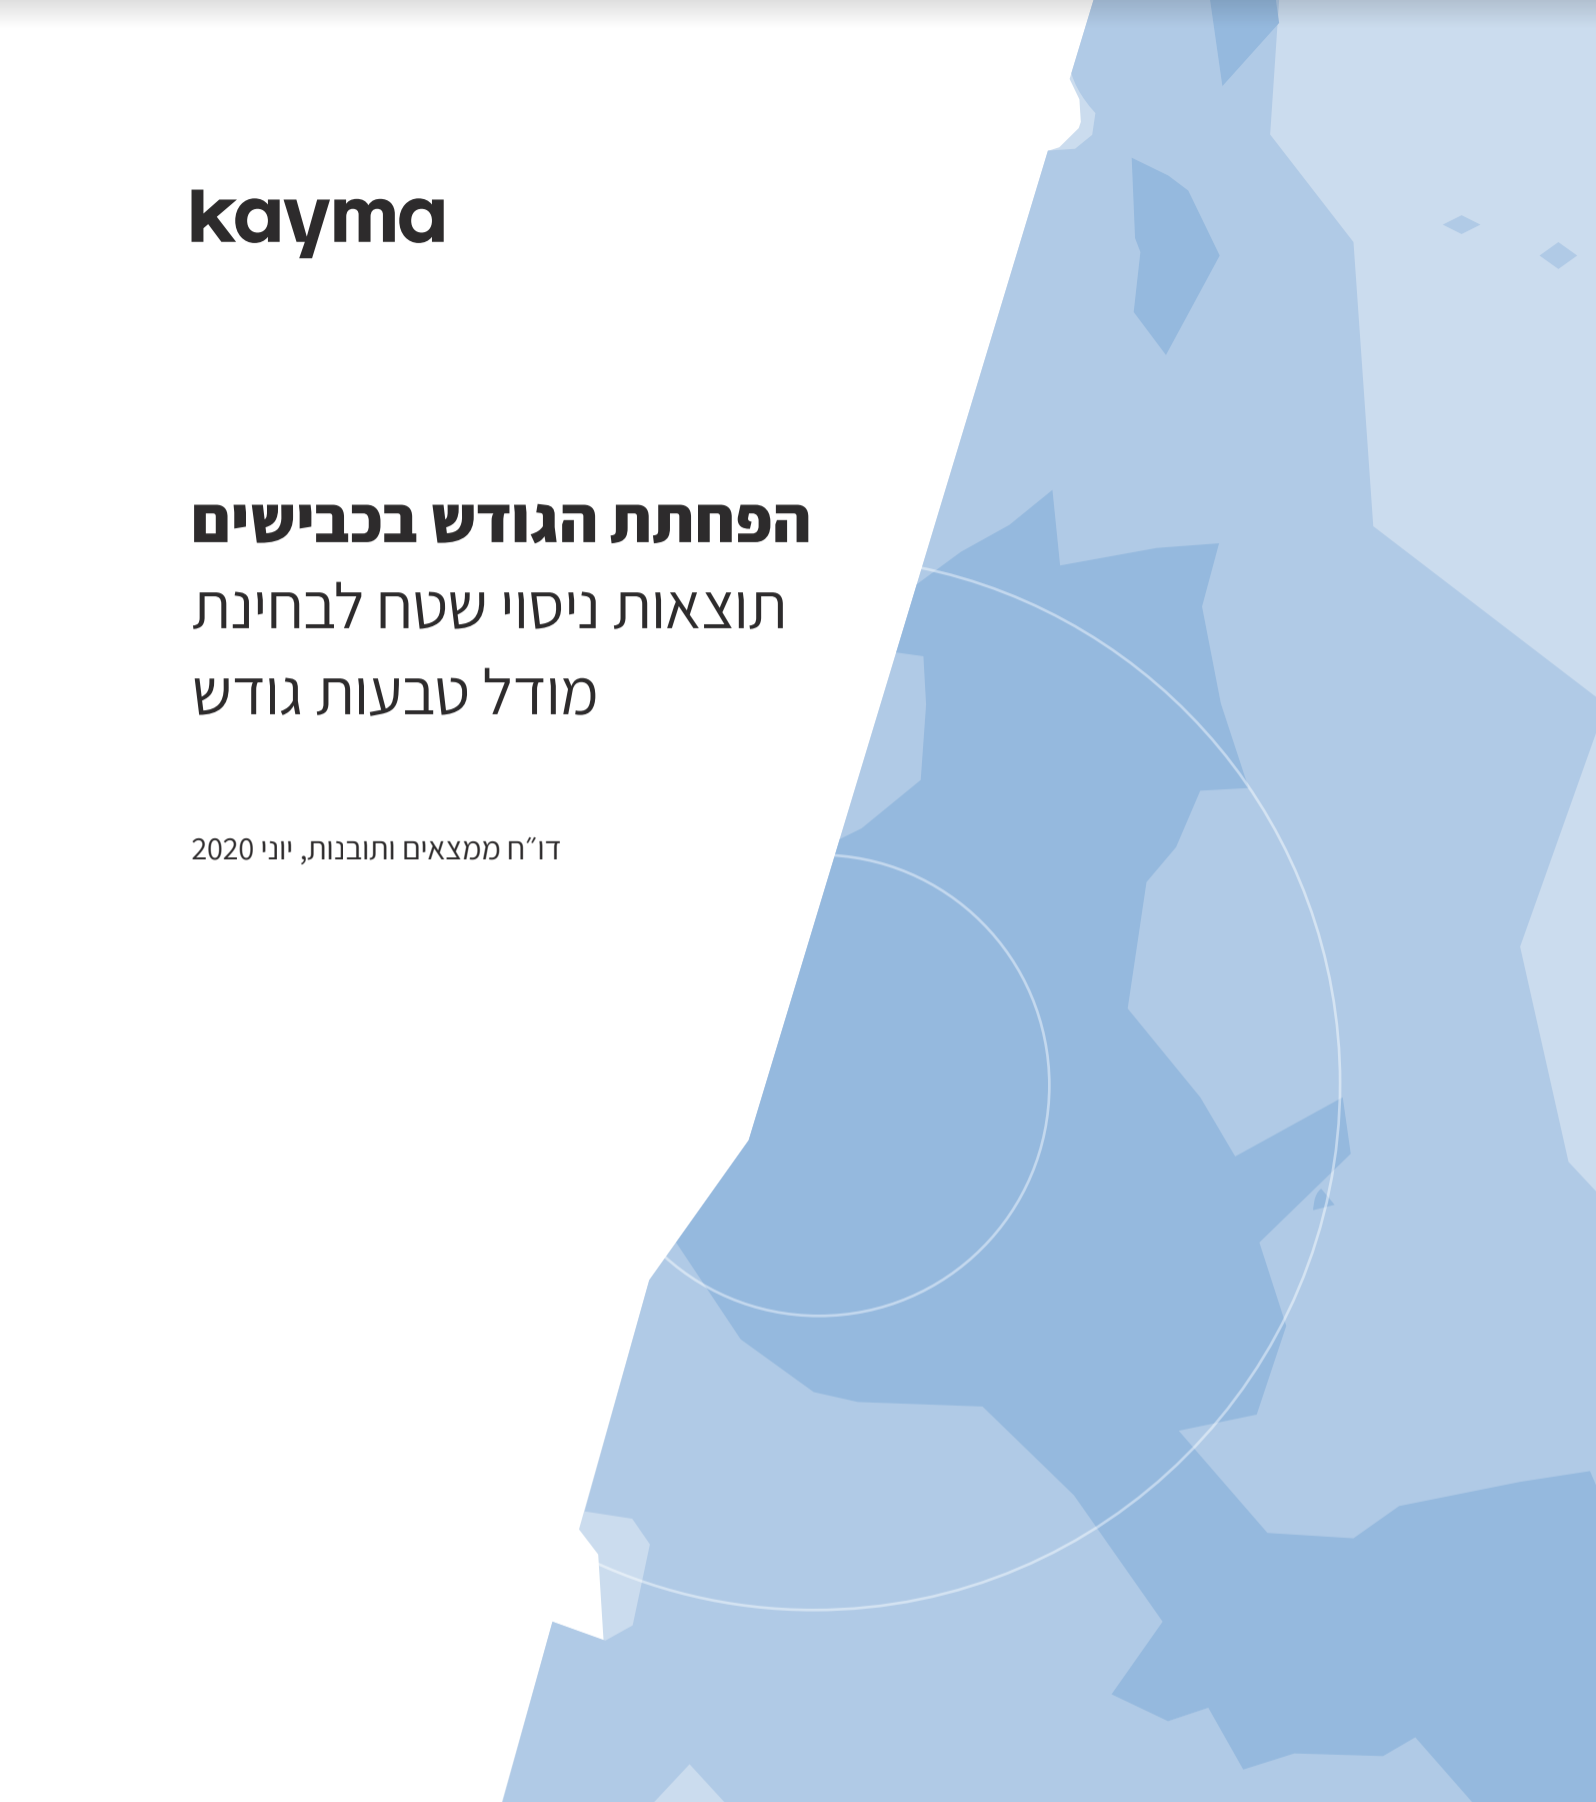 kayma
הפחתת הגודש בכבישים
תוצאות ניסוי שטח לבחינת
מודל טבעות גודש
דו״ח ממצאים ותובנות, יוני 2020